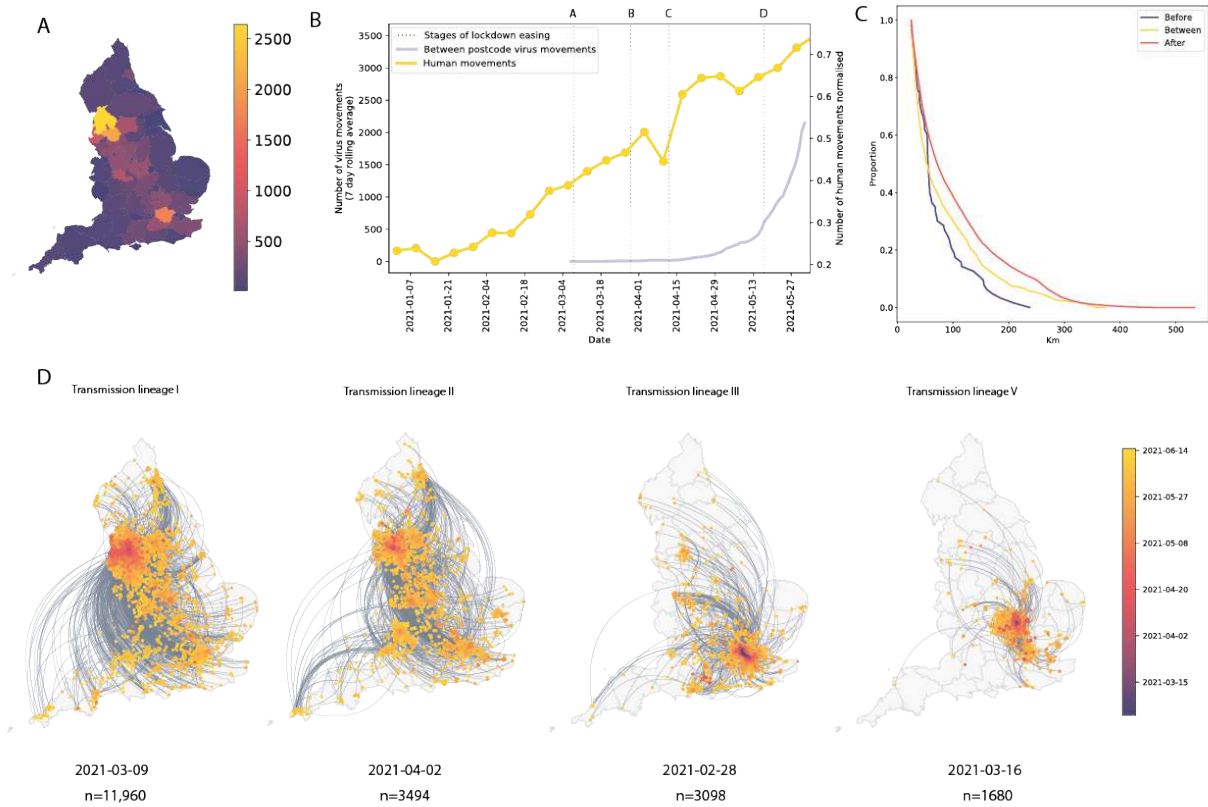 A
2500
2000
1500
1000
500
B
A
B
C
D
Stages of lockdown easing
Between postcode virus movements
Human movements
3500
3000
2500
2000
1500
1000
500
0
Number of virus movements
(7 day rolling average)
0.7
0.6
0.5
0.4
0.3
0.2
Number of human movements normalised
2021-01-07
2021-01-21
2021-02-04
2021-02-18
2021-03-04
2021-03-18
2021-04-01
2021-04-15
2021-04-29
2021-05-13
2021-05-27
Date
C
Before
Between
After
1.0
0.8
0.6
0.4
0.2
0.0
Proportion
0
100
200
300
400
500
Km
D
Transmission lineage I
Transmission lineage II
Transmission lineage III
Transmission lineage V
2021-06-14
2021-05-27
2021-05-08
2021-04-20
2021-04-02
2021-03-15
2021-03-09
n=11,960
2021-04-02
n=3494
2021-02-28
n=3098
2021-03-16
n=1680